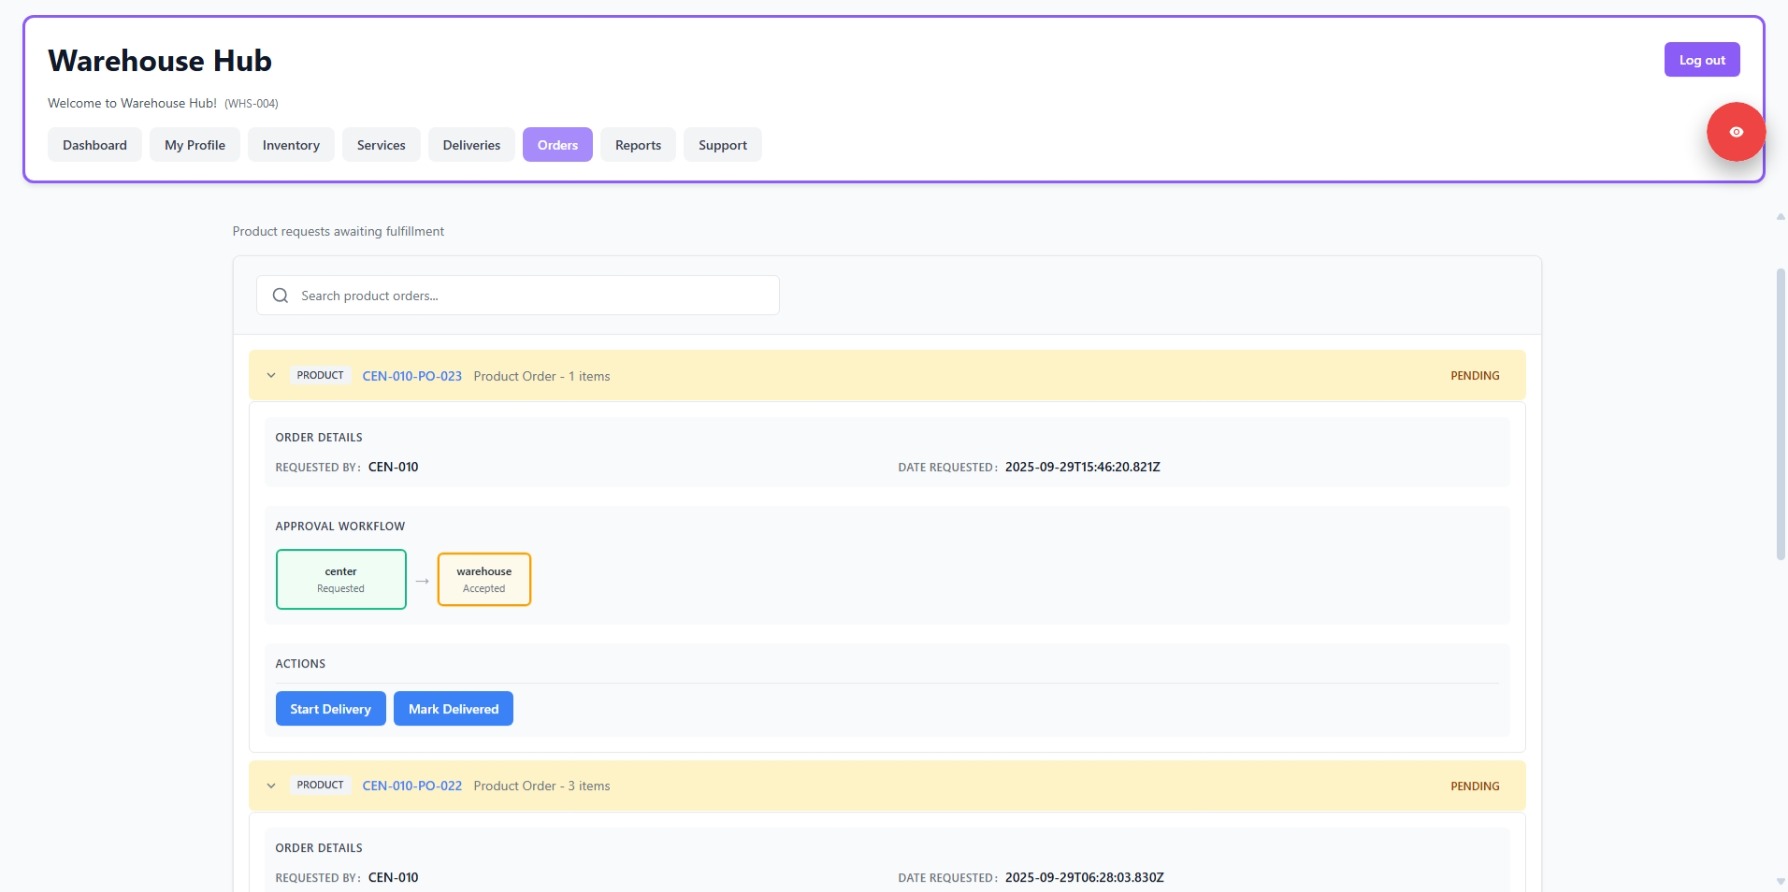 Warehouse Hub
Log out
Welcome to Warehouse Hub! (WHS-004)
Dashboard My Profile Inventory Services Deliveries Orders Reports Support
Product requests awaiting fulfillment
Search product orders...
PRODUCT CEN-010-PO-023 Product Order - 1 items PENDING
ORDER DETAILS
REQUESTED BY: CEN-010 DATE REQUESTED: 2025-09-29T15:46:20.821Z
APPROVAL WORKFLOW
center
Requested
→
warehouse
Accepted
ACTIONS
Start Delivery Mark Delivered
PRODUCT CEN-010-PO-022 Product Order - 3 items PENDING
ORDER DETAILS
REQUESTED BY: CEN-010 DATE REQUESTED: 2025-09-29T06:28:03.830Z